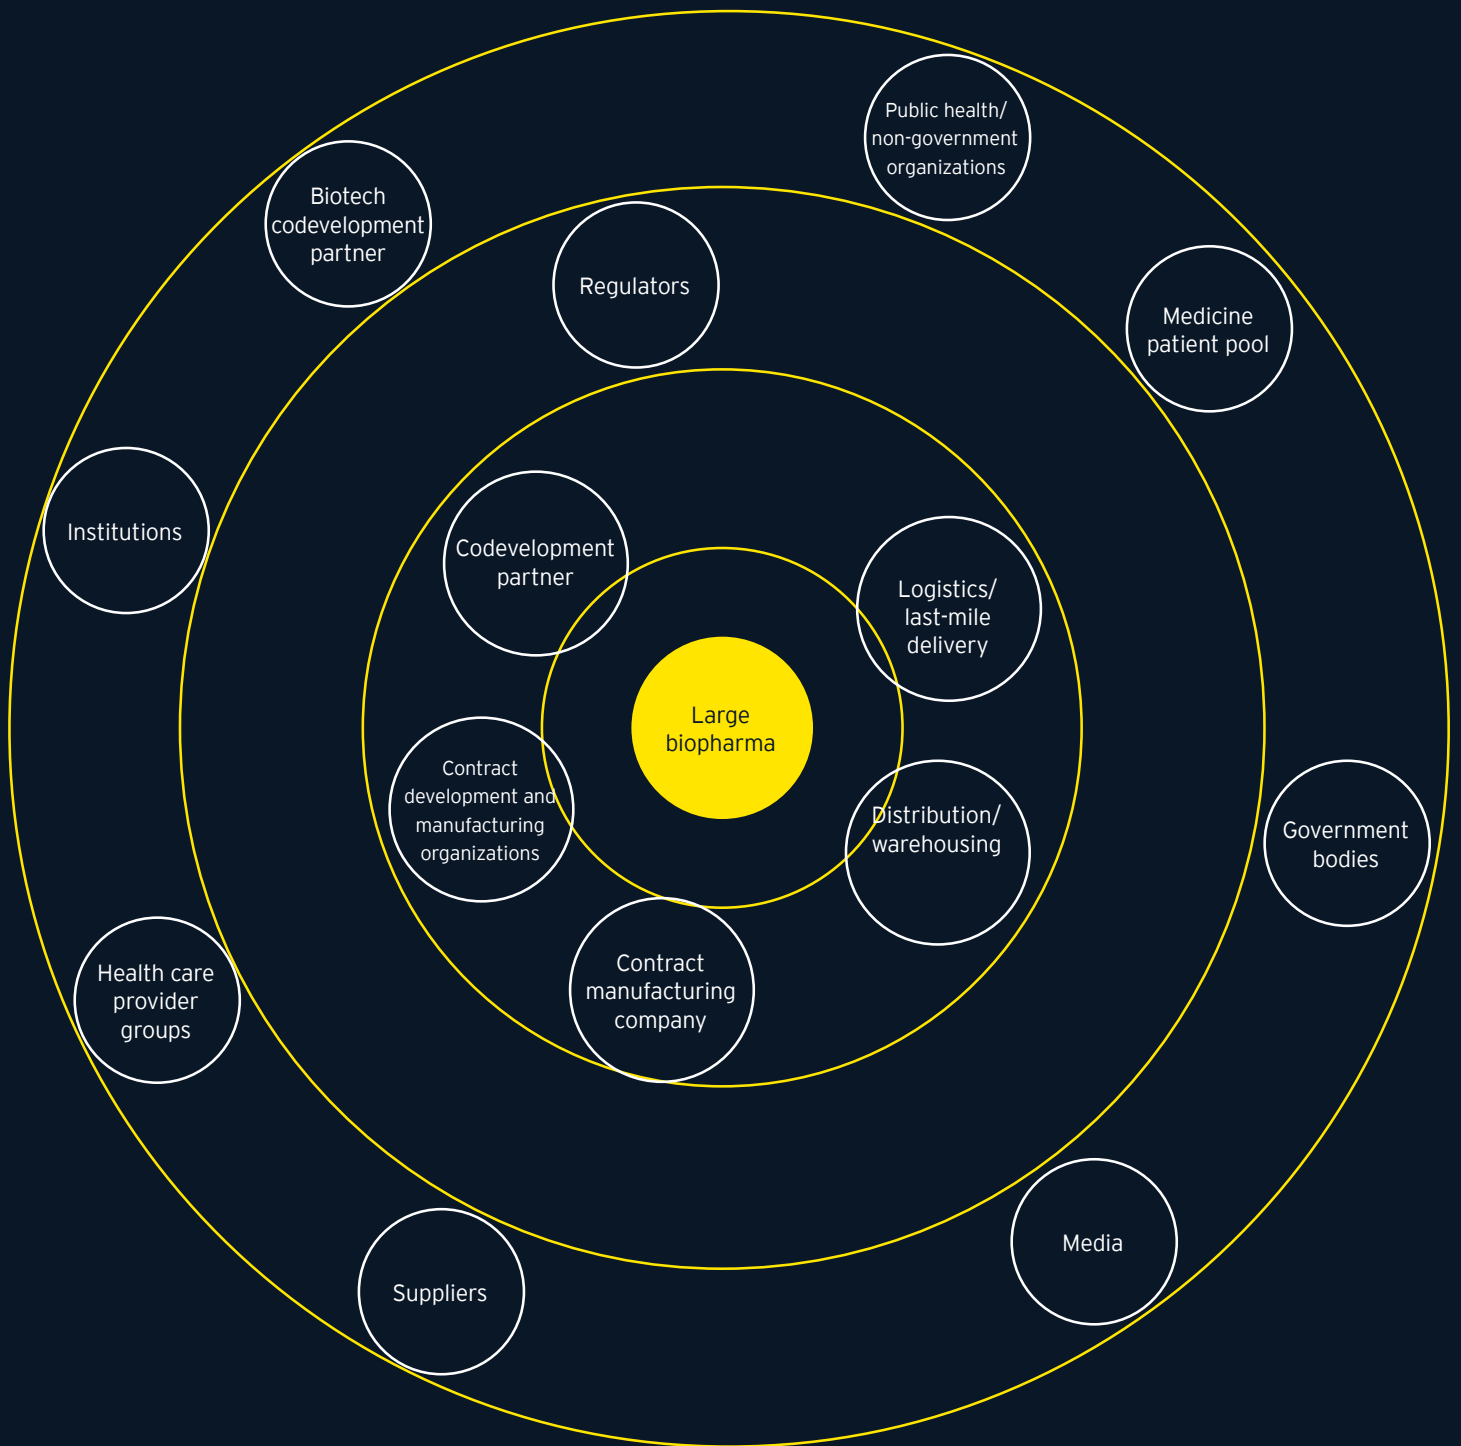 Public health/
non-government
organizations
Biotech
codevelopment
partner
Regulators
Medicine
patient pool
Institutions
Codevelopment
partner
Logistics/
last-mile
delivery
Large
biopharma
Contract
development and
manufacturing
organizations
Distribution/
warehousing
Government
bodies
Health care
provider
groups
Contract
manufacturing
company
Media
Suppliers